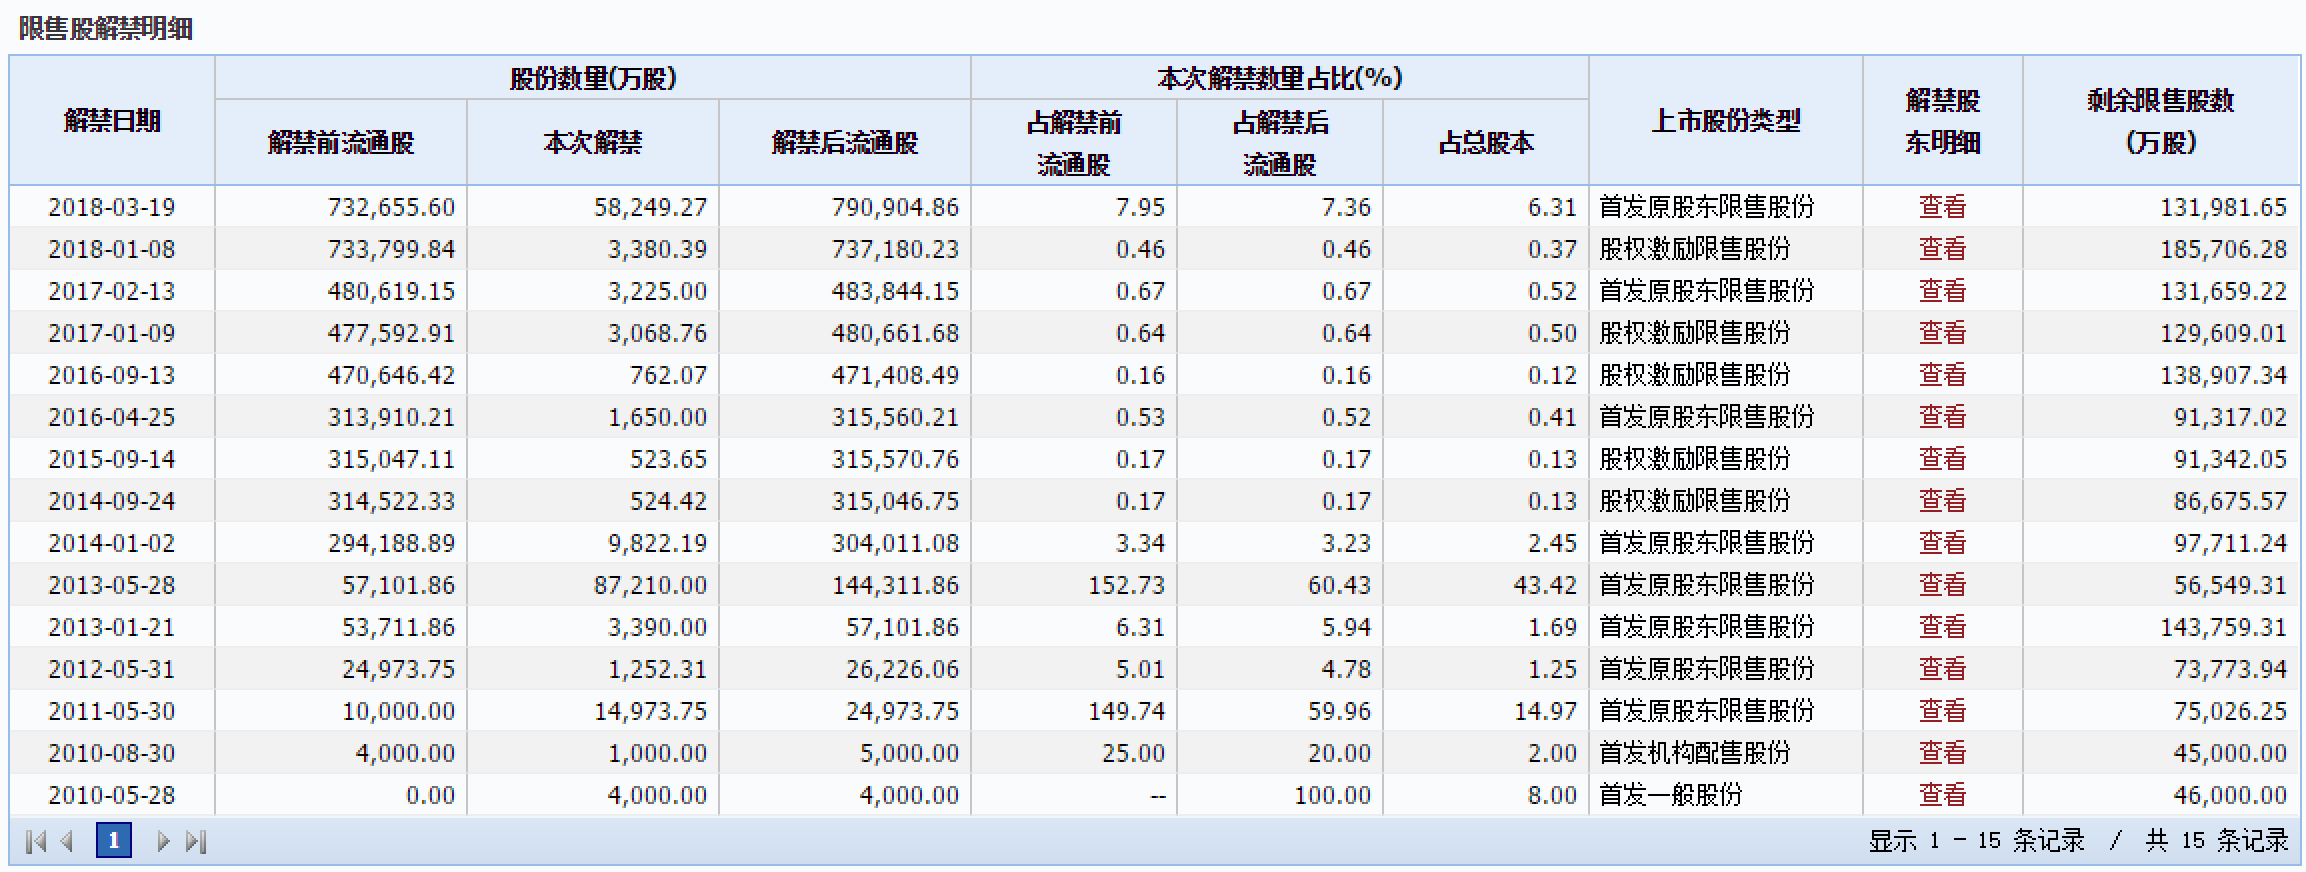 限售股解禁明细
解禁日期 股份数量(万股) 本次解禁数量占比(%) 上市股份类型 解禁股东明细 剩余限售股数(万股)
解禁前流通股 本次解禁 解禁后流通股 占解禁前流通股 占解禁后流通股 占总股本
2018-03-19 732,655.60 58,249.27 790,904.86 7.95 7.36 6.31 首发原股东限售股份 查看 131,981.65
2018-01-08 733,799.84 3,380.39 737,180.23 0.46 0.46 0.37 股权激励限售股份 查看 185,706.28
2017-02-13 480,619.15 3,225.00 483,844.15 0.67 0.67 0.52 首发原股东限售股份 查看 131,659.22
2017-01-09 477,592.91 3,068.76 480,661.68 0.64 0.64 0.50 股权激励限售股份 查看 129,609.01
2016-09-13 470,646.42 762.07 471,408.49 0.16 0.16 0.12 股权激励限售股份 查看 138,907.34
2016-04-25 313,910.21 1,650.00 315,560.21 0.53 0.52 0.41 首发原股东限售股份 查看 91,317.02
2015-09-14 315,047.11 523.65 315,570.76 0.17 0.17 0.13 股权激励限售股份 查看 91,342.05
2014-09-24 314,522.33 524.42 315,046.75 0.17 0.17 0.13 股权激励限售股份 查看 86,675.57
2014-01-02 294,188.89 9,822.19 304,011.08 3.34 3.23 2.45 首发原股东限售股份 查看 97,711.24
2013-05-28 57,101.86 87,210.00 144,311.86 152.73 60.43 43.42 首发原股东限售股份 查看 56,549.31
2013-01-21 53,711.86 3,390.00 57,101.86 6.31 5.94 1.69 首发原股东限售股份 查看 143,759.31
2012-05-31 24,973.75 1,252.31 26,226.06 5.01 4.78 1.25 首发原股东限售股份 查看 73,773.94
2011-05-30 10,000.00 14,973.75 24,973.75 149.74 59.96 14.97 首发原股东限售股份 查看 75,026.25
2010-08-30 4,000.00 1,000.00 5,000.00 25.00 20.00 2.00 首发机构配售股份 查看 45,000.00
2010-05-28 0.00 4,000.00 4,000.00 -- 100.00 8.00 首发一般股份 查看 46,000.00
1 显示 1 - 15 条记录 / 共 15 条记录